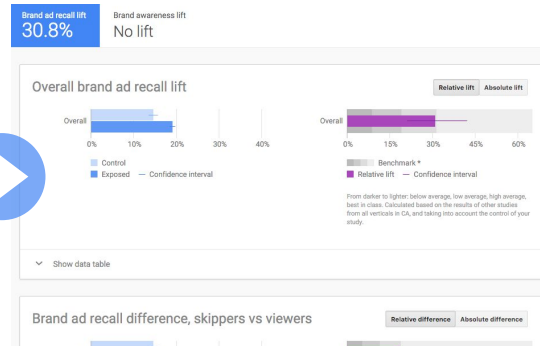 Brand ad recall lift
30.8%
Brand awareness lift
No lift
Overall brand ad recall lift
Relative lift Absolute lift
Overall
0% 10% 20% 30% 40%
Control
Exposed — Confidence interval
Overall
0% 15% 30% 45% 60%
Benchmark *
Relative lift — Confidence interval
From darker to lighter: below average, low average, high average,
best in class. Calculated based on the results of other studies
from all verticals in CA, and taking into account the control of your
study.
Show data table
Brand ad recall difference, skippers vs viewers
Relative difference Absolute difference